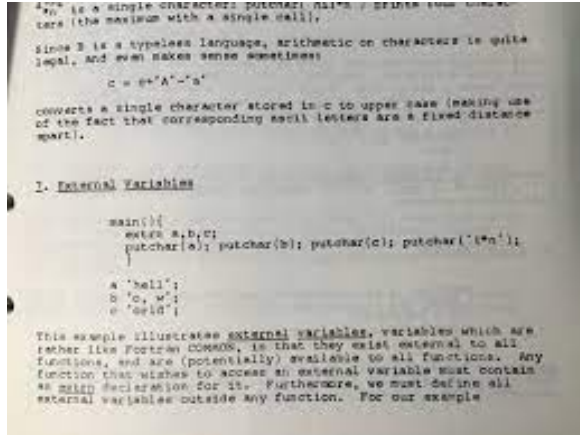 '*n' is a single character; putchar('hi!*n') prints four charac-
ters (the maximum with a single call).
Since B is a typeless language, arithmetic on characters is quite
legal, and even makes sense sometimes:
c = c+'A'-'a'
converts a single character stored in c to upper case (making use
of the fact that corresponding ascii letters are a fixed distance
apart).
7. External Variables
main(){
extrn a,b,c;
putchar(a); putchar(b); putchar(c); putchar('!*n');
}
a 'hell';
b 'o, w';
c 'orld';
This example illustrates external variables, variables which are
rather like Fortran COMMON, in that they exist external to all
functions, and are (potentially) available to all functions. Any
function that wishes to access an external variable must contain
an extrn declaration for it. Furthermore, we must define all
external variables outside any function. For our example